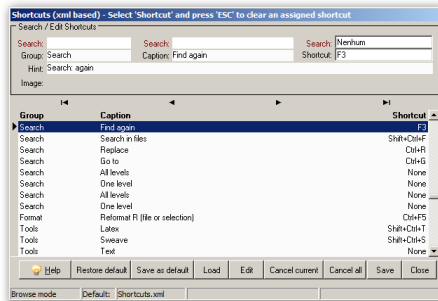 Shortcuts (xml based) - Select 'Shortcut' and press 'ESC' to clear an assigned shortcut
Search / Edit Shortcuts
Search: Search: Search: Nenhum
Group: Search Caption: Find again Shortcut: F3
Hint: Search: again
Image:
Group Caption Shortcut
Search Find again F3
Search Search in files Shift+Ctrl+F
Search Replace Ctrl+R
Search Go to Ctrl+G
Search All levels None
Search One level None
Search All levels None
Search One level None
Format Reformat R (file or selection) Ctrl+F5
Tools Latex Shift+Ctrl+T
Tools Sweave Shift+Ctrl+S
Tools Text None
Help Restore default Save as default Load Edit Cancel current Cancel all Save Close
Browse mode Default: Shortcuts.xml